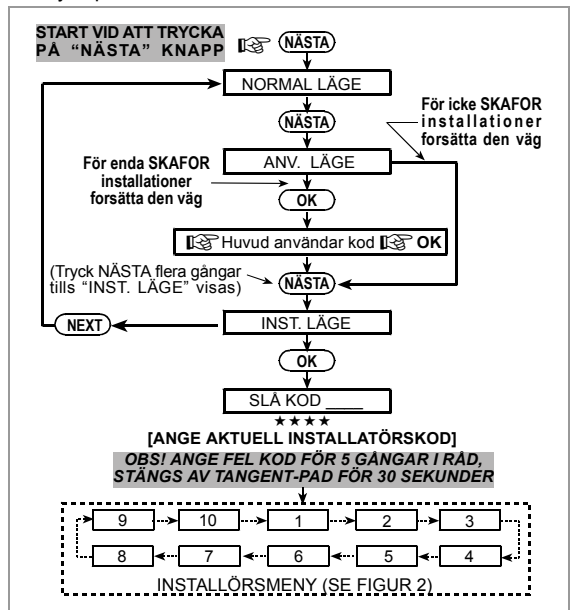 START VID ATT TRYCKA
PÅ “NÄSTA” KNAPP
NÄSTA
NORMAL LÄGE
NÄSTA
För icke SKAFOR
installationer
forsätta den väg
ANV. LÄGE
För enda SKAFOR
installationer
forsätta den väg
OK
Huvud användar kod OK
(Tryck NÄSTA flera gångar
tills “INST. LÄGE” visas)
NÄSTA
INST. LÄGE
NEXT
OK
SLÅ KOD ____
★★★★
[ANGE AKTUELL INSTALLATÖRSKOD]
OBS! ANGE FEL KOD FÖR 5 GÅNGAR I RÅD,
STÄNGS AV TANGENT-PAD FÖR 30 SEKUNDER
9 10 1 2 3
8 7 6 5 4
INSTALLÖRSMENY (SE FIGUR 2)